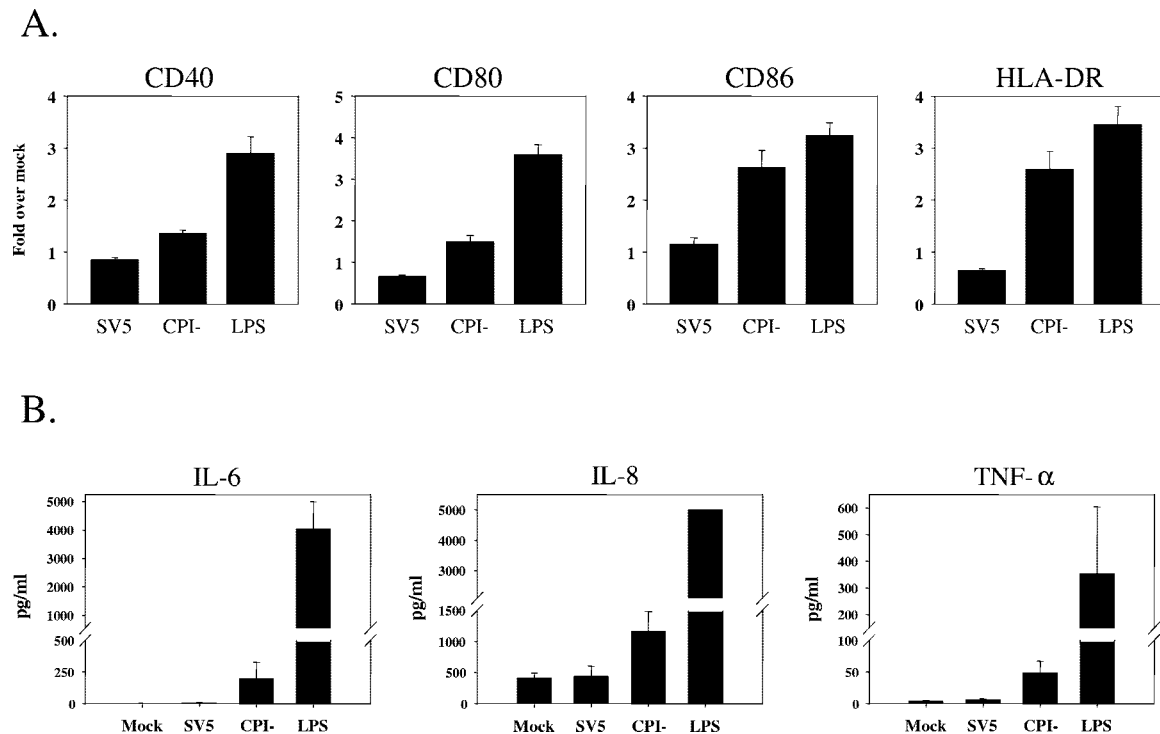 A.
CD40 CD80 CD86 HLA-DR
Fold over mock
4 3 2 1 0
5 4 3 2 1 0
4 3 2 1 0
4 3 2 1 0
SV5 CPI- LPS SV5 CPI- LPS SV5 CPI- LPS SV5 CPI- LPS
B.
IL-6 IL-8 TNF- α
pg/ml
5000 4000 3000 2000 1000 500 250 0
pg/ml
5000 4000 3000 1500 1000 500 0
pg/ml
600 500 400 300 200 100 50 0
Mock SV5 CPI- LPS Mock SV5 CPI- LPS Mock SV5 CPI- LPS